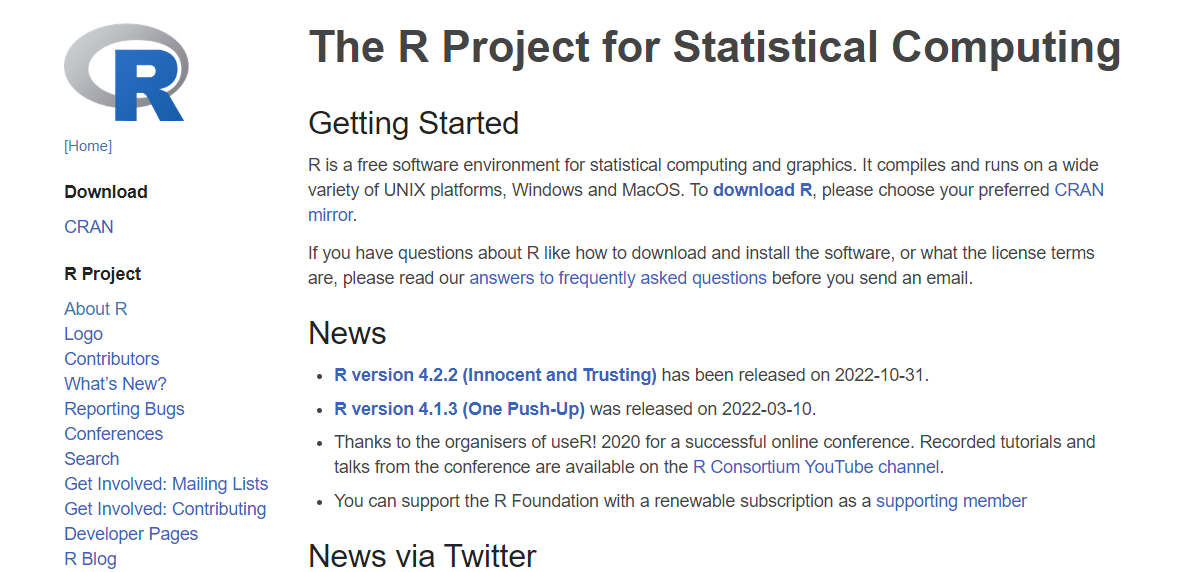 R
[Home]
Download
CRAN
R Project
About R
Logo
Contributors
What's New?
Reporting Bugs
Conferences
Search
Get Involved: Mailing Lists
Get Involved: Contributing
Developer Pages
R Blog
The R Project for Statistical Computing
Getting Started
R is a free software environment for statistical computing and graphics. It compiles and runs on a wide
variety of UNIX platforms, Windows and MacOS. To download R, please choose your preferred CRAN
mirror.
If you have questions about R like how to download and install the software, or what the license terms
are, please read our answers to frequently asked questions before you send an email.
News
• R version 4.2.2 (Innocent and Trusting) has been released on 2022-10-31.
• R version 4.1.3 (One Push-Up) was released on 2022-03-10.
• Thanks to the organisers of useR! 2020 for a successful online conference. Recorded tutorials and
talks from the conference are available on the R Consortium YouTube channel.
• You can support the R Foundation with a renewable subscription as a supporting member
News via Twitter